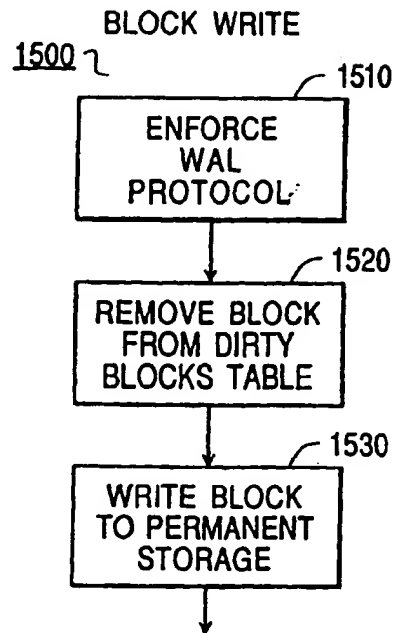 BLOCK WRITE
1500
1510
ENFORCE
WAL
PROTOCOL
1520
REMOVE BLOCK
FROM DIRTY
BLOCKS TABLE
1530
WRITE BLOCK
TO PERMANENT
STORAGE